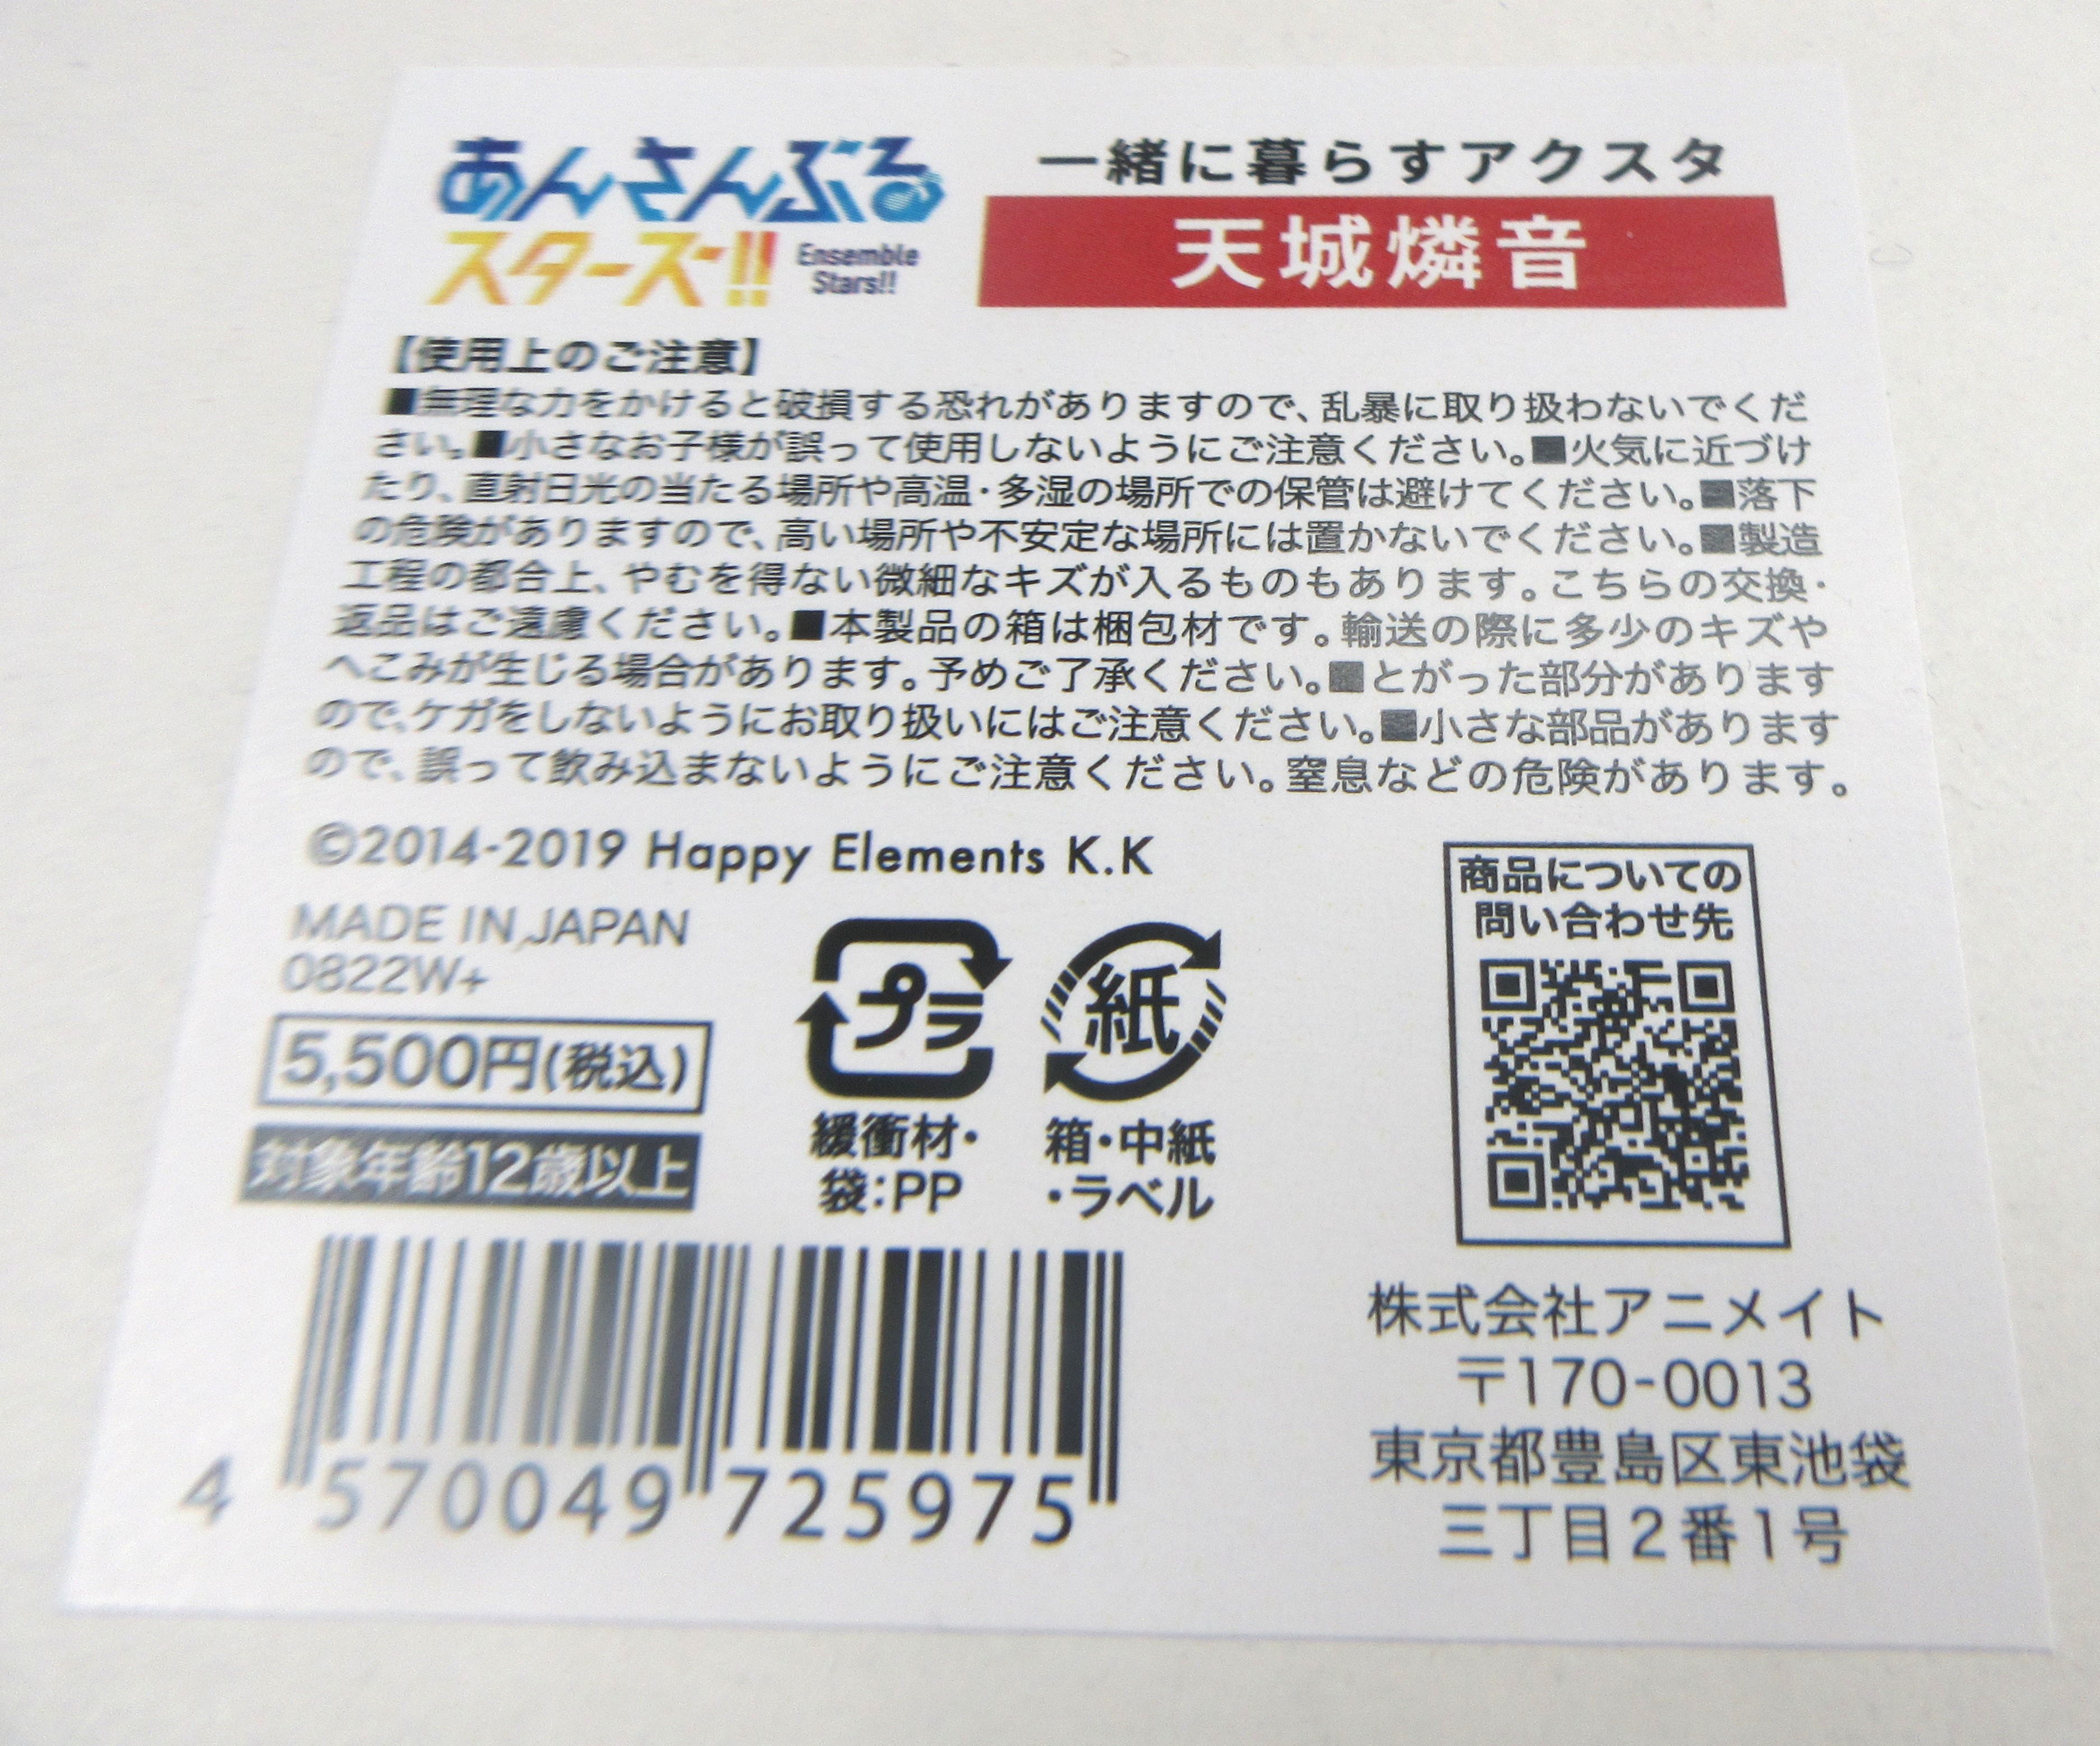 あんさんぶる
スターズ!!
Ensemble
Stars!!
一緒に暮らすアクスタ
天城燐音
【使用上のご注意】
■無理な力をかけると破損する恐れがありますので、乱暴に取り扱わないでくだ
さい。■小さなお子様が誤って使用しないようにご注意ください。■火気に近づけ
たり、直射日光の当たる場所や高温・多湿の場所での保管は避けてください。■落下
の危険がありますので、高い場所や不安定な場所には置かないでください。■製造
工程の都合上、やむを得ない微細なキズが入るものもあります。こちらの交換・
返品はご遠慮ください。■本製品の箱は梱包材です。輸送の際に多少のキズや
へこみが生じる場合があります。予めご了承ください。■とがった部分があります
ので、ケガをしないようにお取り扱いにはご注意ください。■小さな部品があります
ので、誤って飲み込まないようにご注意ください。窒息などの危険があります。
©2014-2019 Happy Elements K.K
MADE IN JAPAN
0822W+
5,500円(税込)
対象年齢12歳以上
プラ
緩衝材・
袋:PP
紙
箱・中紙
・ラベル
商品についての
問い合わせ先
4 570049 725975
株式会社アニメイト
〒170-0013
東京都豊島区東池袋
三丁目2番1号